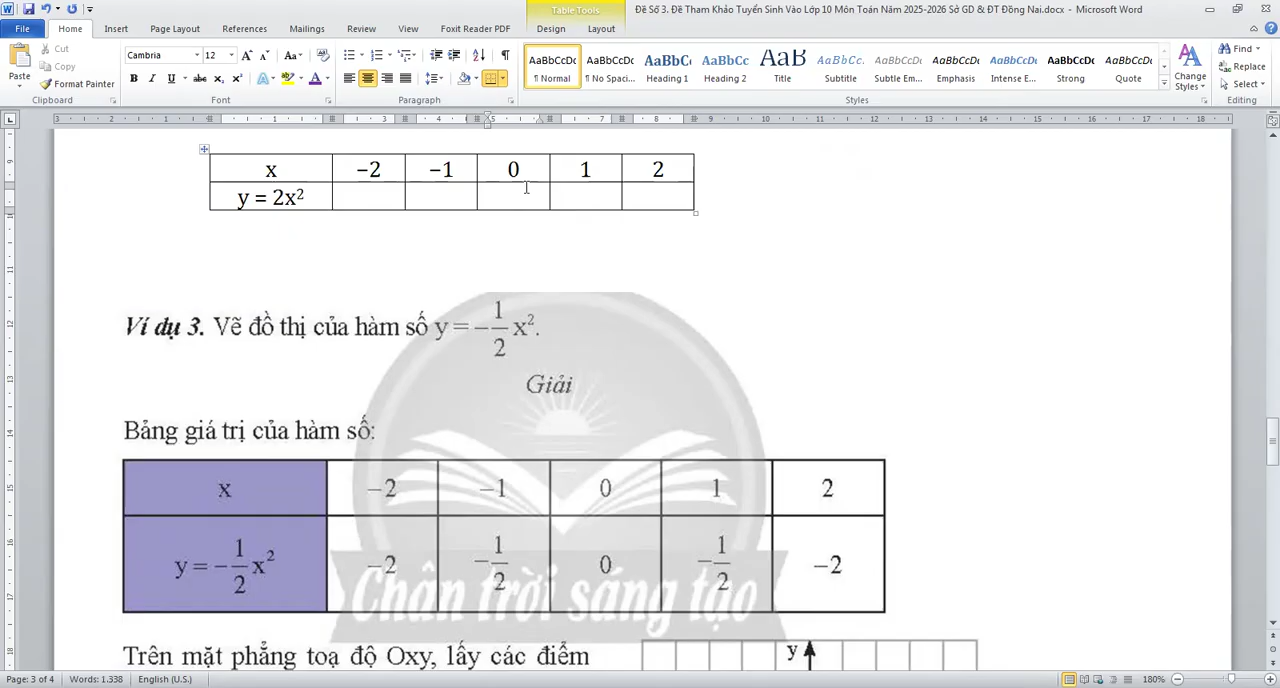 Table Tools
Đề Số 3. Đề Tham Khảo Tuyển Sinh Vào Lớp 10 Môn Toán Năm 2025-2026 Sở GD & ĐT Đồng Nai.docx - Microsoft Word
File Home Insert Page Layout References Mailings Review View Foxit Reader PDF Design Layout
Cut
Copy
Format Painter
Paste
Clipboard
Cambria 12
Font
Paragraph
AaBbCcDc AaBbCcDc AaBbCc AaBbCc AaB AaBbCc. AaBbCcDc AaBbCcDc AaBbCcDc AaBbCcDc AaBbCcDc
¶ Normal ¶ No Spaci... Heading 1 Heading 2 Title Subtitle Subtle Em... Emphasis Intense E... Strong Quote
Styles
Change Styles
Find
Replace
Select
Editing
x −2 −1 0 1 2
y = 2x²
Ví dụ 3. Vẽ đồ thị của hàm số y = −1/2 x².
Giải
Bảng giá trị của hàm số:
x −2 −1 0 1 2
y = −1/2 x² −2 −1/2 0 −1/2 −2
Chân trời sáng tạo
Trên mặt phẳng toạ độ Oxy, lấy các điểm
y
Page: 3 of 4 Words: 1.338 English (U.S.) 180%